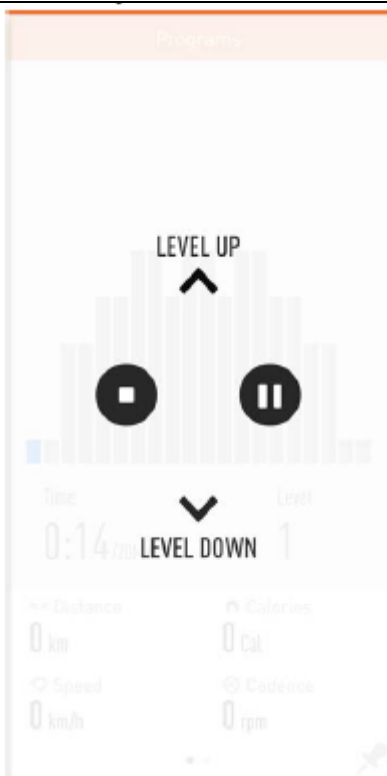 Programs
LEVEL UP
Time Level
0:14 LEVEL DOWN 1
Distance Calories
0 km 0 Cal
Speed Cadence
0 km/h 0 rpm